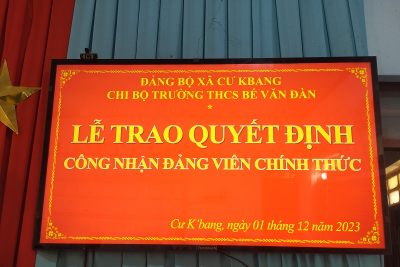 ĐẢNG BỘ XÃ CƯ KBANG
CHI BỘ TRƯỜNG THCS BẾ VĂN ĐÀN
*
LỄ TRAO QUYẾT ĐỊNH
CÔNG NHẬN ĐẢNG VIÊN CHÍNH THỨC
Cư K'bang, ngày 01 tháng 12 năm 2023